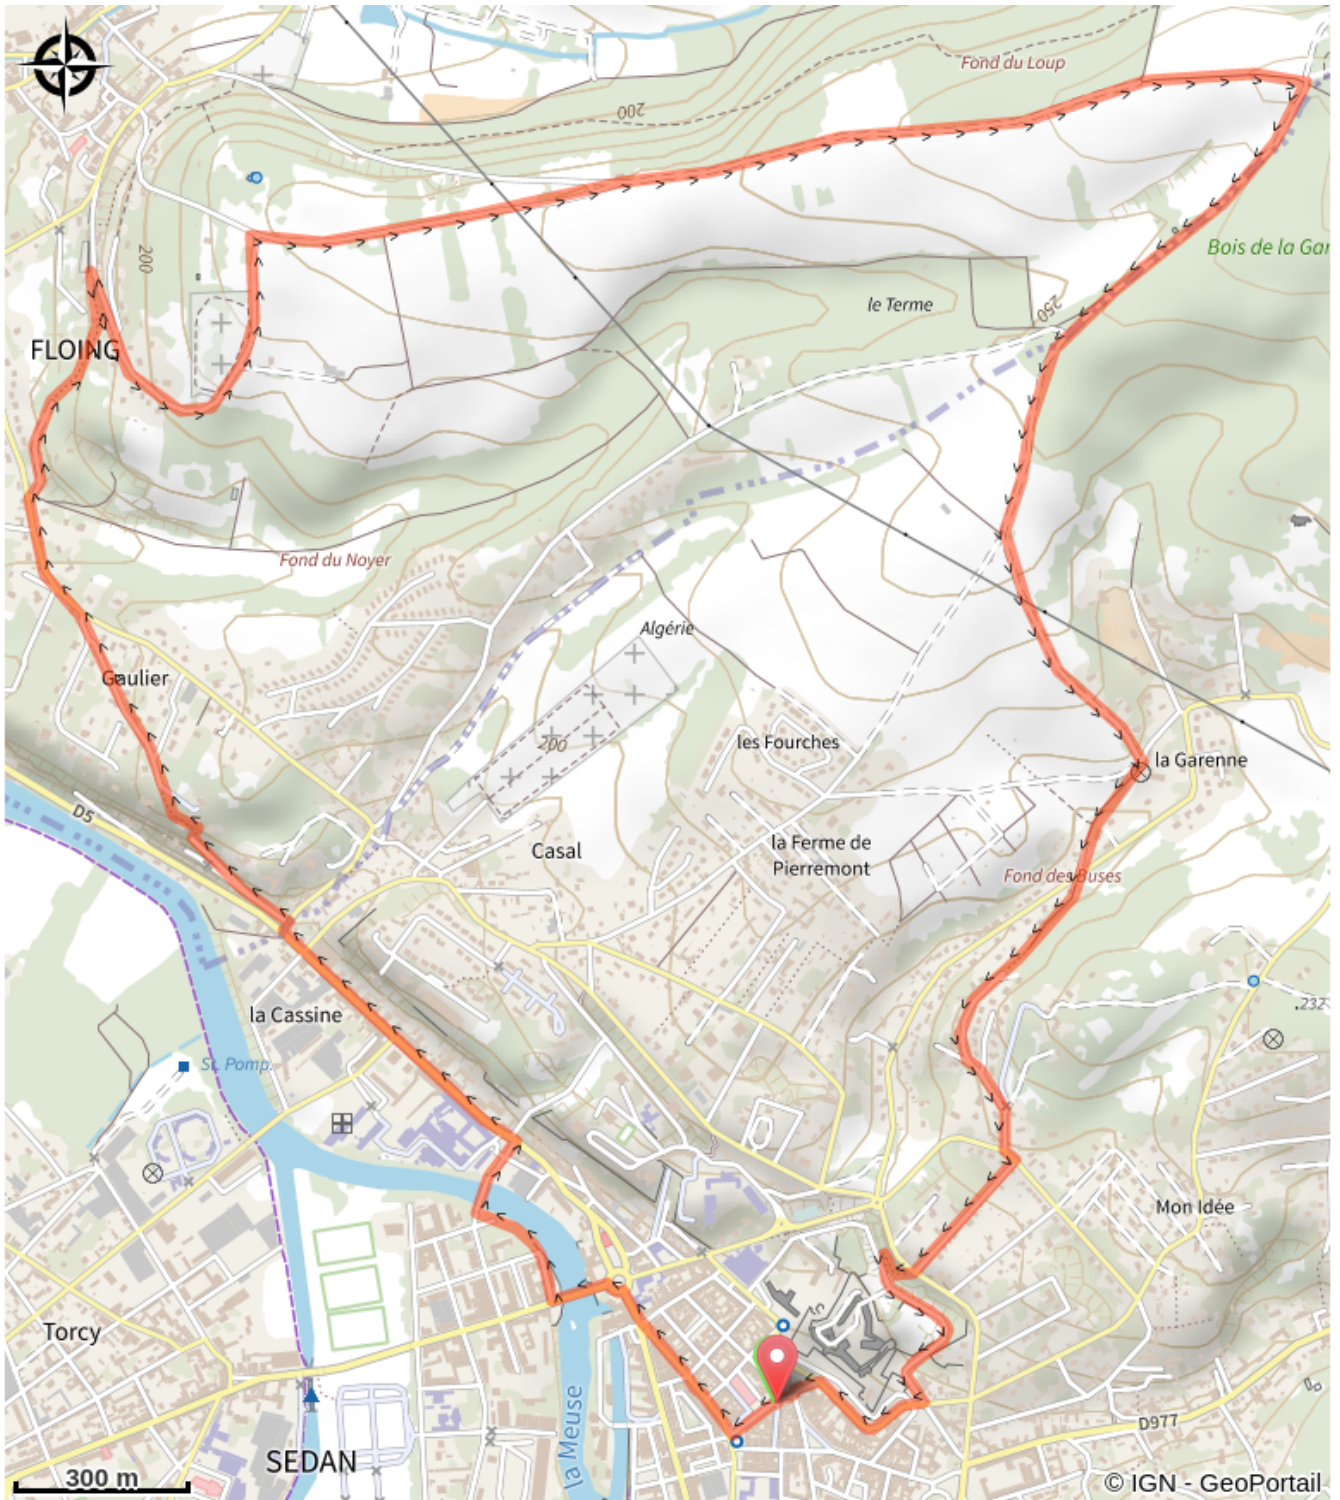 Fond du Loup
200
Bois de la Gar
200
250
le Terme
FLOING
Fond du Noyer
Algérie
Gaulier
les Fourches
200
la Garenne
D5
la Ferme de
Pierremont
Casal
Fond des Buses
232
la Cassine
St. Pomp.
Mon Idée
Torcy
la Meuse
D977
SEDAN
300 m
© IGN - GeoPortail